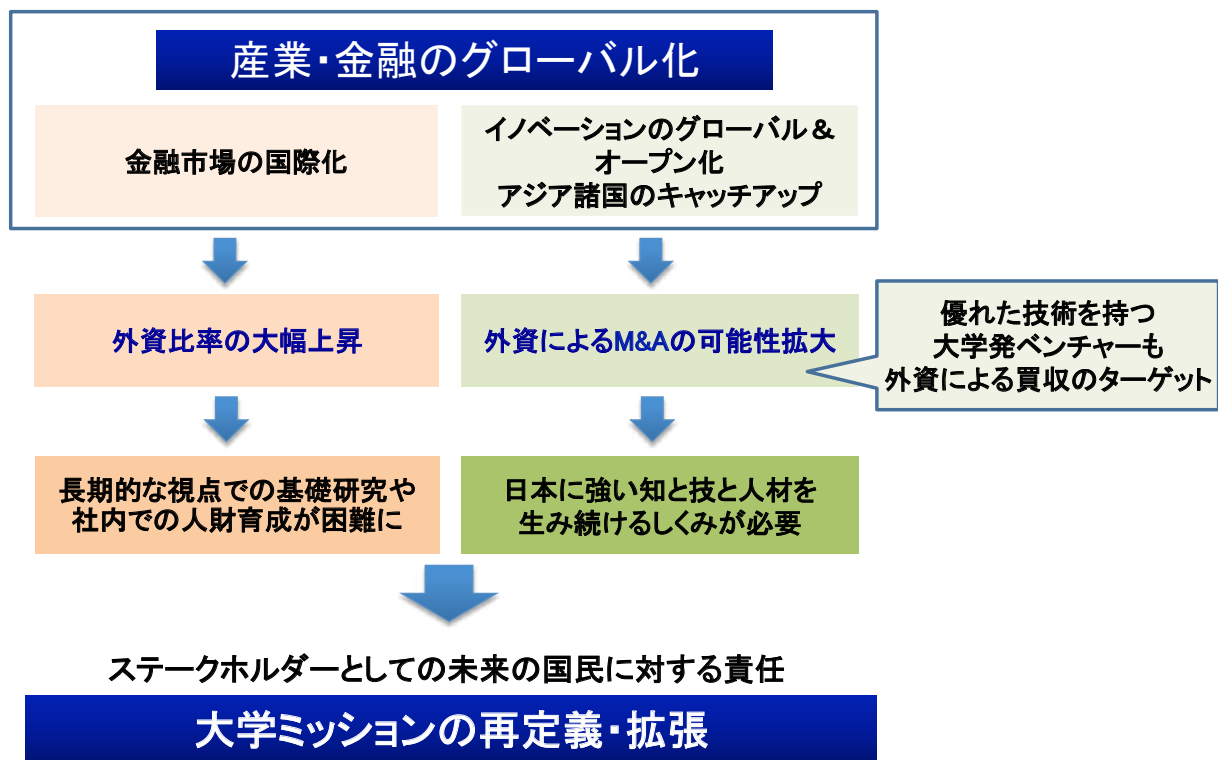 産業・金融のグローバル化
金融市場の国際化
イノベーションのグローバル＆
オープン化
アジア諸国のキャッチアップ
外資比率の大幅上昇
外資によるM&Aの可能性拡大
優れた技術を持つ
大学発ベンチャーも
外資による買収のターゲット
長期的な視点での基礎研究や
社内での人財育成が困難に
日本に強い知と技と人材を
生み続けるしくみが必要
ステークホルダーとしての未来の国民に対する責任
大学ミッションの再定義・拡張